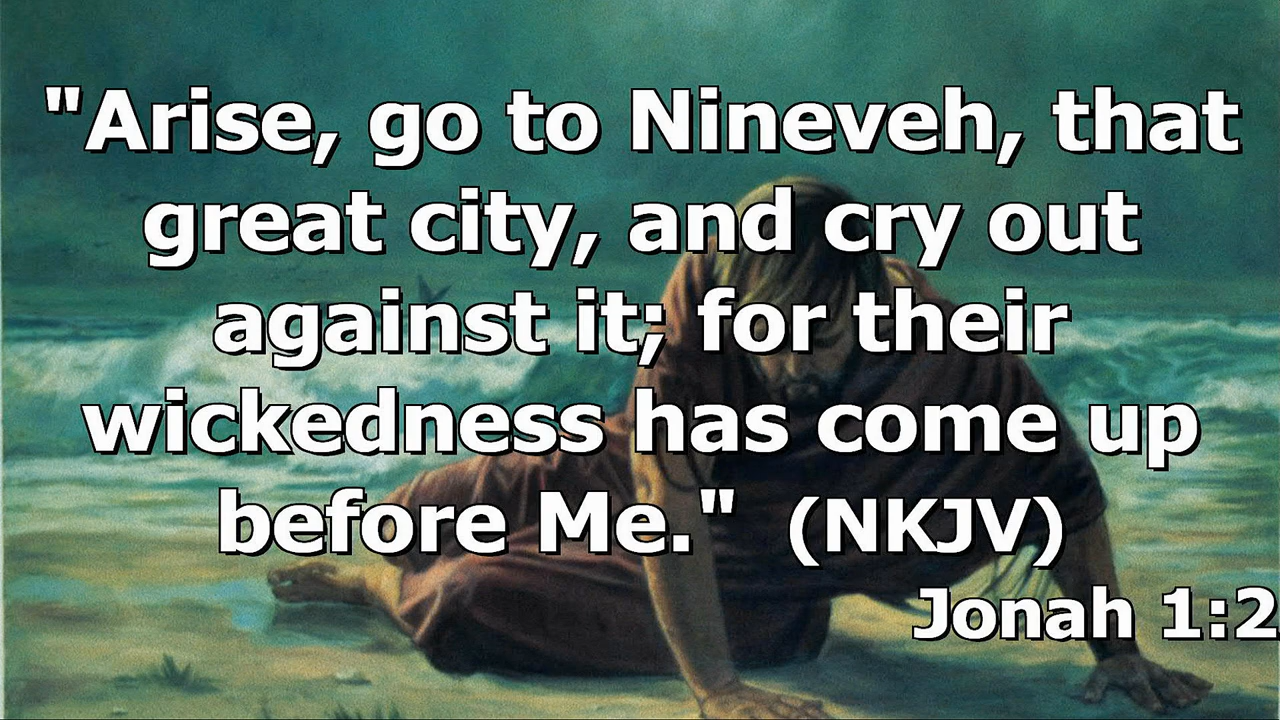 "Arise, go to Nineveh, that
great city, and cry out
against it; for their
wickedness has come up
before Me."  (NKJV)
Jonah 1:2